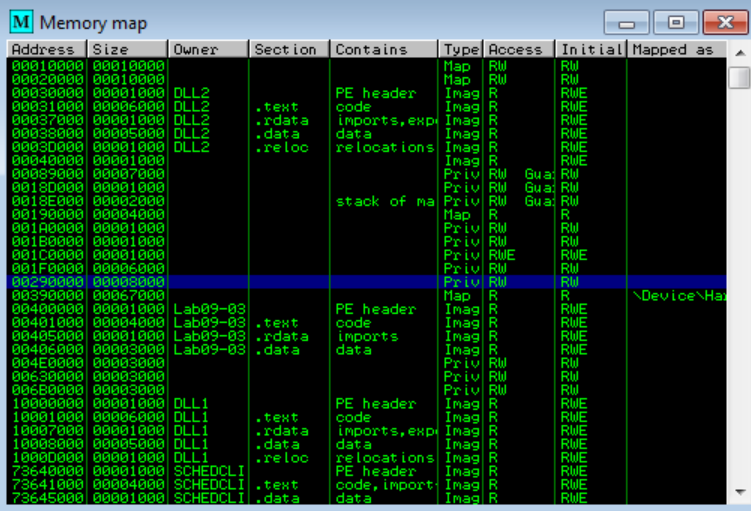 M Memory map
Address Size Owner Section Contains Type Access Initial Mapped as
00010000 00010000 Map RW RW
00020000 00010000 Map RW RW
00030000 00001000 DLL2 PE header Imag R RWE
00031000 00006000 DLL2 .text code Imag R RWE
00037000 00001000 DLL2 .rdata imports,exp Imag R RWE
00038000 00005000 DLL2 .data data Imag R RWE
0003D000 00001000 DLL2 .reloc relocations Imag R RWE
00040000 00001000 Imag R RWE
00089000 00007000 Priv RW Gua RW
0018D000 00001000 Priv RW Gua RW
0018E000 00002000 stack of ma Priv RW Gua RW
00190000 00004000 Map R R
001A0000 00001000 Priv RW RW
001B0000 00001000 Priv RW RW
001C0000 00001000 Priv RWE RWE
001F0000 00006000 Priv RW RW
00290000 00008000 Priv RW RW
00390000 00067000 Map R R \Device\Ha
00400000 00001000 Lab09-03 PE header Imag R RWE
00401000 00004000 Lab09-03 .text code Imag R RWE
00405000 00001000 Lab09-03 .rdata imports Imag R RWE
00406000 00003000 Lab09-03 .data data Imag R RWE
004E0000 00003000 Priv RW RW
00630000 00003000 Priv RW RW
006B0000 00003000 Priv RW RW
10000000 00001000 DLL1 PE header Imag R RWE
10001000 00006000 DLL1 .text code Imag R RWE
10007000 00001000 DLL1 .rdata imports,exp Imag R RWE
10008000 00005000 DLL1 .data data Imag R RWE
1000D000 00001000 DLL1 .reloc relocations Imag R RWE
73640000 00001000 SCHEDCLI PE header Imag R RWE
73641000 00004000 SCHEDCLI .text code,import Imag R RWE
73645000 00001000 SCHEDCLI .data data Imag R RWE